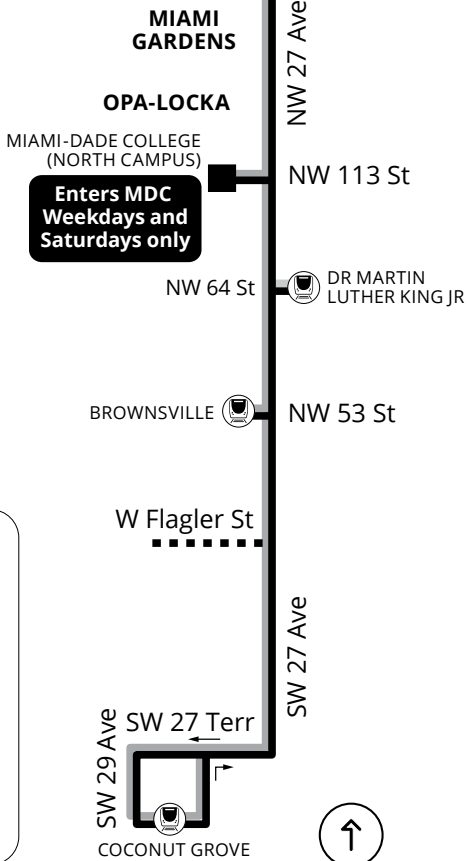 MIAMI
GARDENS
NW 27 Ave
OPA-LOCKA
MIAMI-DADE COLLEGE
(NORTH CAMPUS)
NW 113 St
Enters MDC
Weekdays and
Saturdays only
NW 64 St
DR MARTIN
LUTHER KING JR
BROWNSVILLE
NW 53 St
W Flagler St
SW 27 Ave
SW 27 Terr
SW 29 Ave
COCONUT GROVE